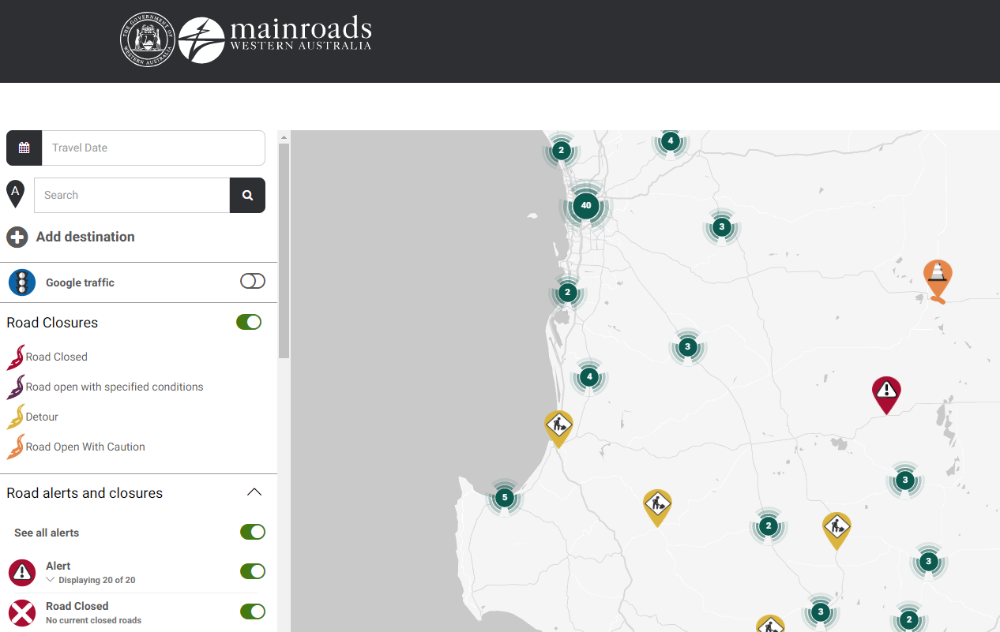 THE GOVERNMENT OF
WESTERN AUSTRALIA
mainroads
WESTERN AUSTRALIA
Travel Date
A
Search
Add destination
Google traffic
Road Closures
Road Closed
Road open with specified conditions
Detour
Road Open With Caution
Road alerts and closures
See all alerts
Alert
Displaying 20 of 20
Road Closed
No current closed roads
2
4
40
3
2
3
4
5
3
2
3
3
2